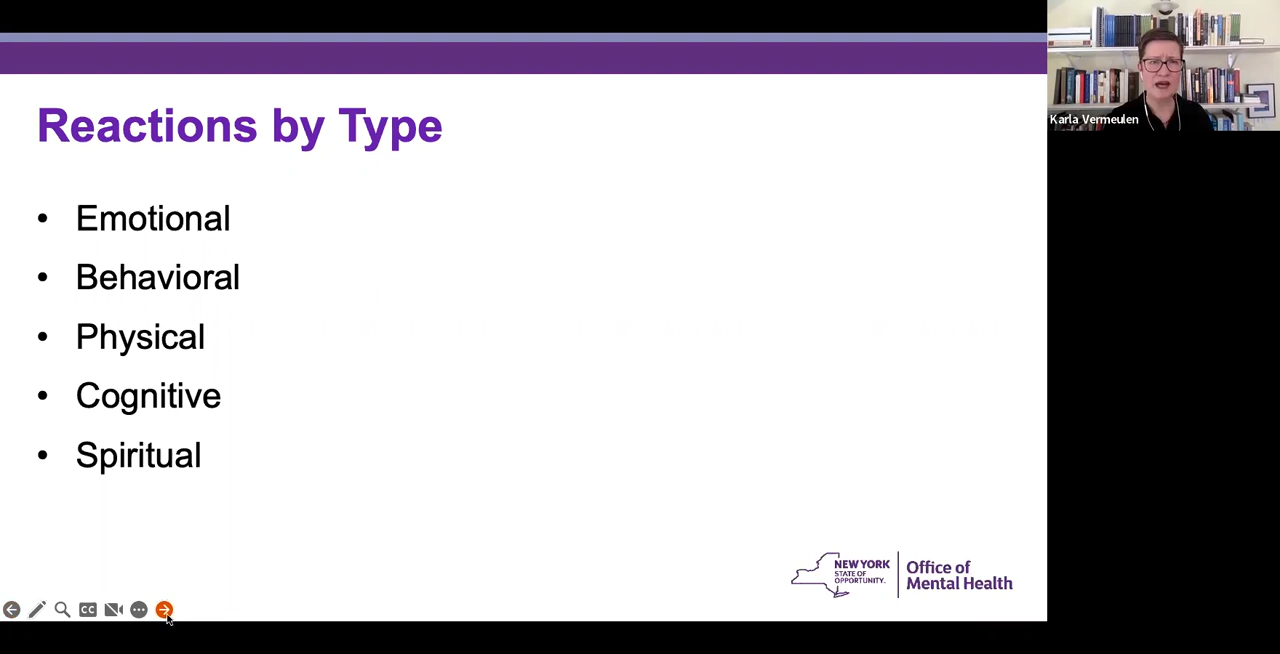 Reactions by Type
• Emotional
• Behavioral
• Physical
• Cognitive
• Spiritual
NEW YORK
STATE OF
OPPORTUNITY.
Office of
Mental Health
CC
Karla Vermeulen